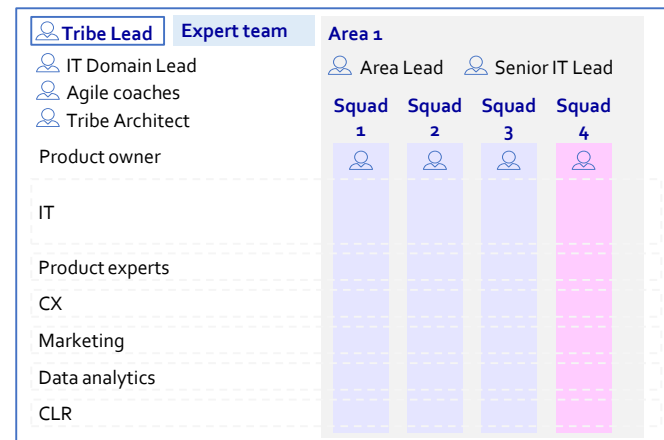 Tribe Lead
Expert team
IT Domain Lead
Agile coaches
Tribe Architect
Area 1
Area Lead
Senior IT Lead
Squad 1
Squad 2
Squad 3
Squad 4
Product owner
IT
Product experts
CX
Marketing
Data analytics
CLR